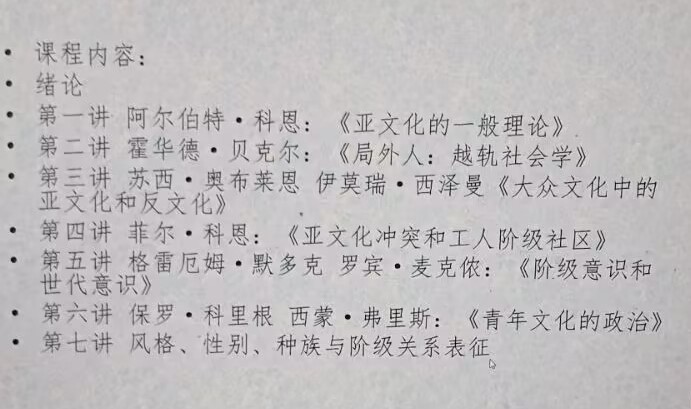 • 课程内容：
• 绪论
• 第一讲 阿尔伯特·科恩：《亚文化的一般理论》
• 第二讲 霍华德·贝克尔：《局外人：越轨社会学》
• 第三讲 苏西·奥布莱恩 伊莫瑞·西泽曼《大众文化中的
亚文化和反文化》
• 第四讲 菲尔·科恩：《亚文化冲突和工人阶级社区》
• 第五讲 格雷厄姆·默多克 罗宾·麦克侬：《阶级意识和
世代意识》
• 第六讲 保罗·科里根 西蒙·弗里斯：《青年文化的政治》
• 第七讲 风格、性别、种族与阶级关系表征